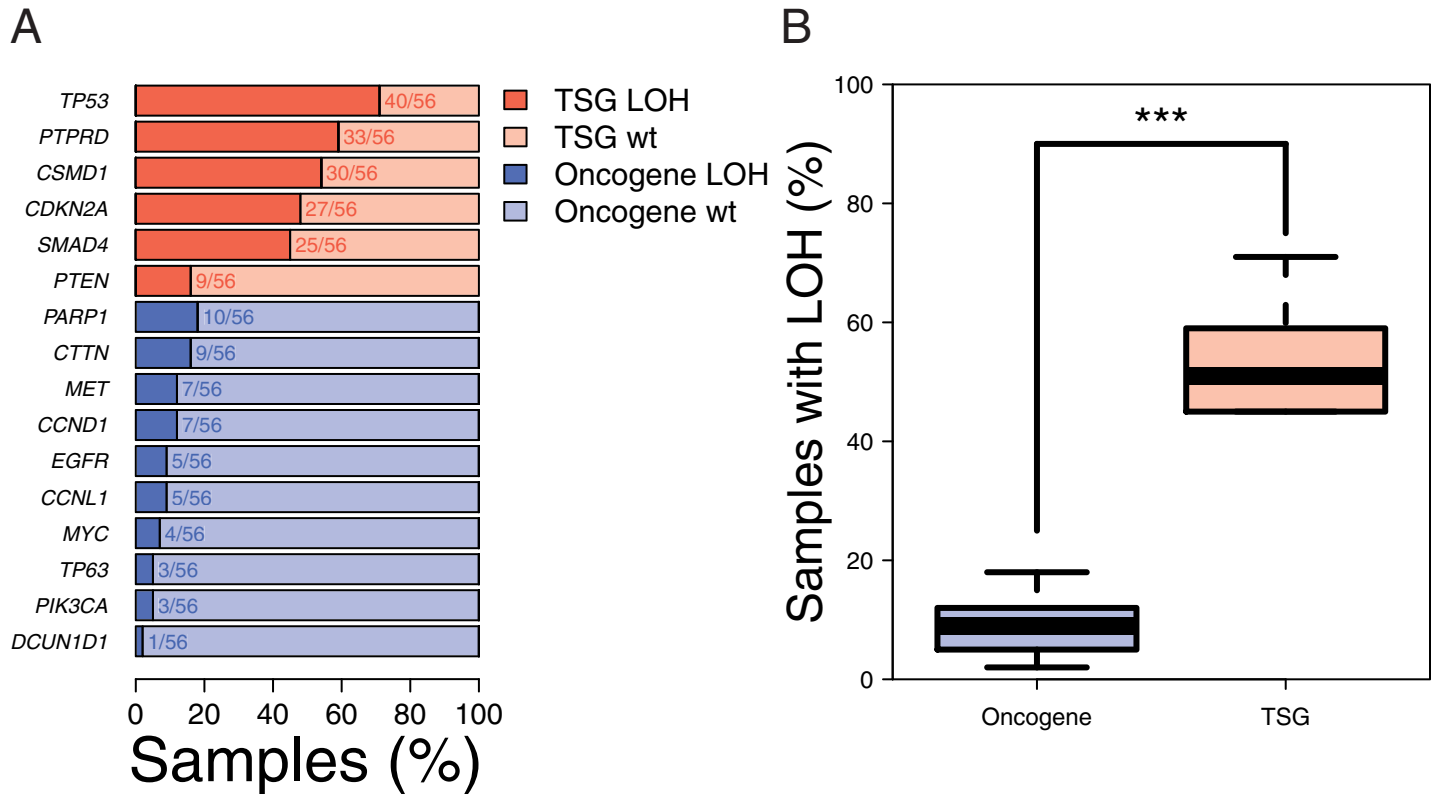 A
TP53 40/56
PTPRD 33/56
CSMD1 30/56
CDKN2A 27/56
SMAD4 25/56
PTEN 9/56
PARP1 10/56
CTTN 9/56
MET 7/56
CCND1 7/56
EGFR 5/56
CCNL1 5/56
MYC 4/56
TP63 3/56
PIK3CA 3/56
DCUN1D1 1/56
0 20 40 60 80 100
Samples (%)
TSG LOH
TSG wt
Oncogene LOH
Oncogene wt
B
Samples with LOH (%)
100
80
60
40
20
0
***
Oncogene TSG